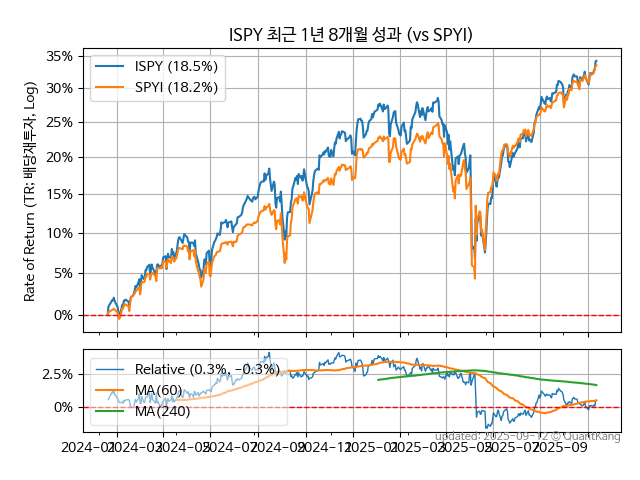 ISPY 최근 1년 8개월 성과 (vs SPYI)
35%
30%
25%
20%
15%
10%
5%
0%
Rate of Return (TR: 배당재투자, Log)
ISPY (18.5%)
SPYI (18.2%)
2.5%
0%
Relative (0.3%, −0.3%)
MA(60)
MA(240)
2024-01
2024-03
2024-05
2024-07
2024-09
2024-11
2025-01
2025-03
2025-05
2025-07
2025-09
updated: 2025-09-12 © QuantKang